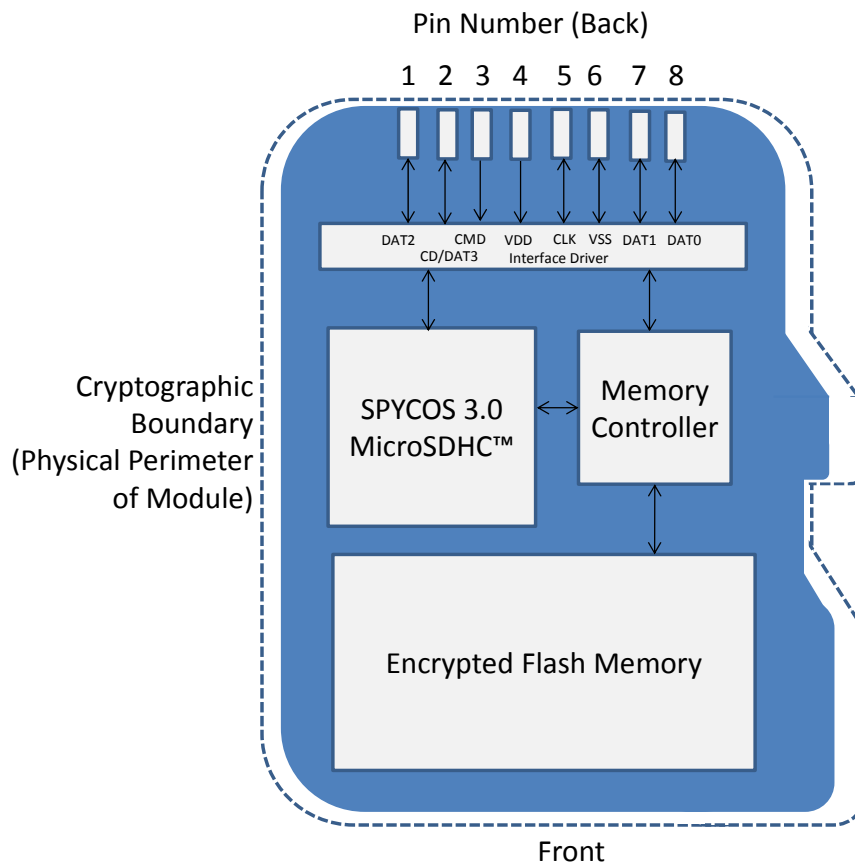 Pin Number (Back)
1 2 3 4 5 6 7 8
DAT2 CMD VDD CLK VSS DAT1 DAT0
CD/DAT3 Interface Driver
SPYCOS 3.0
MicroSDHC™
Memory
Controller
Cryptographic
Boundary
(Physical Perimeter
of Module)
Encrypted Flash Memory
Front